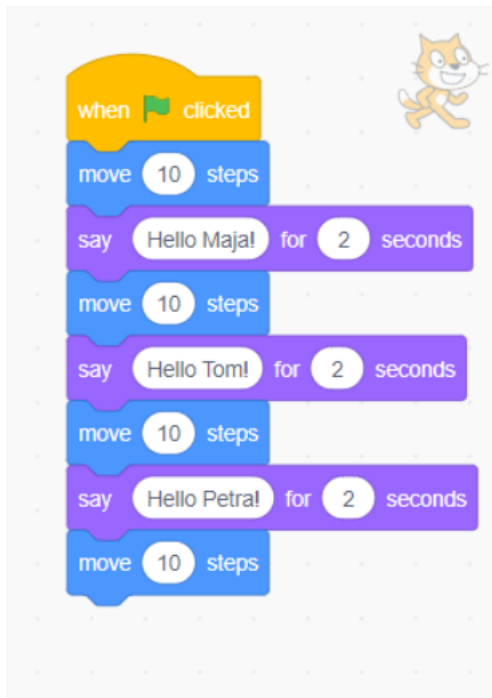 when clicked
move 10 steps
say Hello Maja! for 2 seconds
move 10 steps
say Hello Tom! for 2 seconds
move 10 steps
say Hello Petra! for 2 seconds
move 10 steps